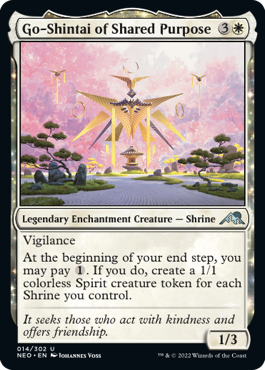 Go-Shintai of Shared Purpose 3
Legendary Enchantment Creature — Shrine
Vigilance
At the beginning of your end step, you
may pay 1. If you do, create a 1/1
colorless Spirit creature token for each
Shrine you control.
It seeks those who act with kindness and
offers friendship.
1/3
014/302 U
NEO • EN Iohannes Voss
™ & © 2022 Wizards of the Coast